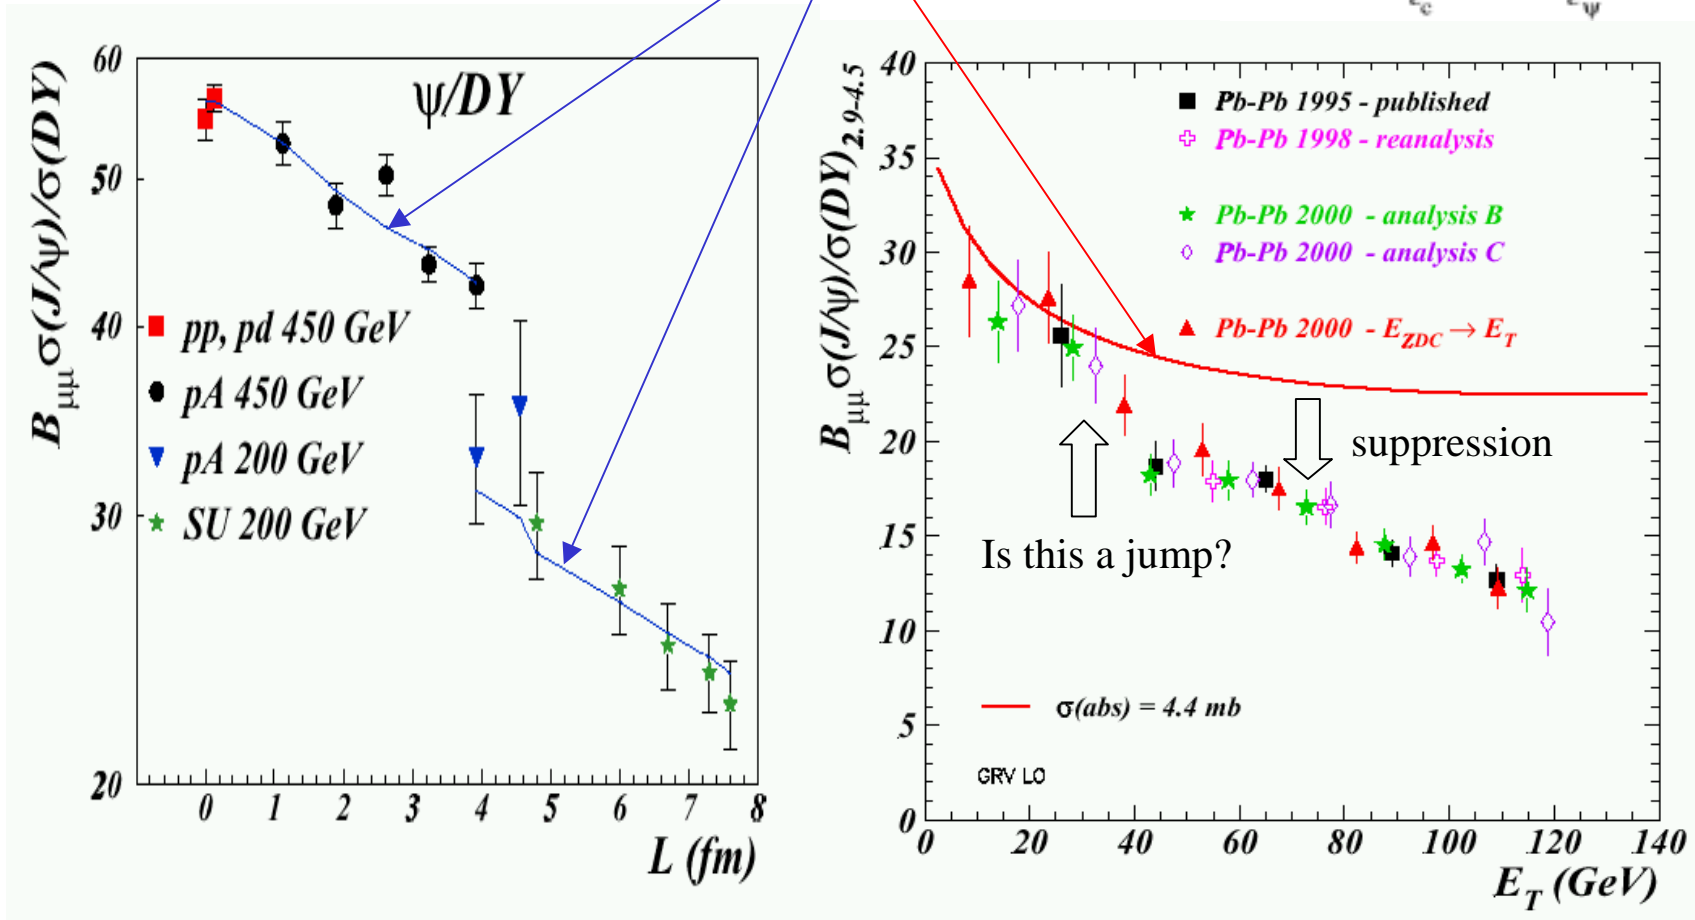 εc εψ
Bμμσ(J/ψ)/σ(DY)
60
50
40
30
20
ψ/DY
pp, pd 450 GeV
pA 450 GeV
pA 200 GeV
SU 200 GeV
0 1 2 3 4 5 6 7 8
L (fm)
Bμμσ(J/ψ)/σ(DY)2.9-4.5
40
35
30
25
20
15
10
5
0
Pb-Pb 1995 - published
Pb-Pb 1998 - reanalysis
Pb-Pb 2000 - analysis B
Pb-Pb 2000 - analysis C
Pb-Pb 2000 - EZDC → ET
suppression
Is this a jump?
σ(abs) = 4.4 mb
GRV LO
0 20 40 60 80 100 120 140
ET (GeV)